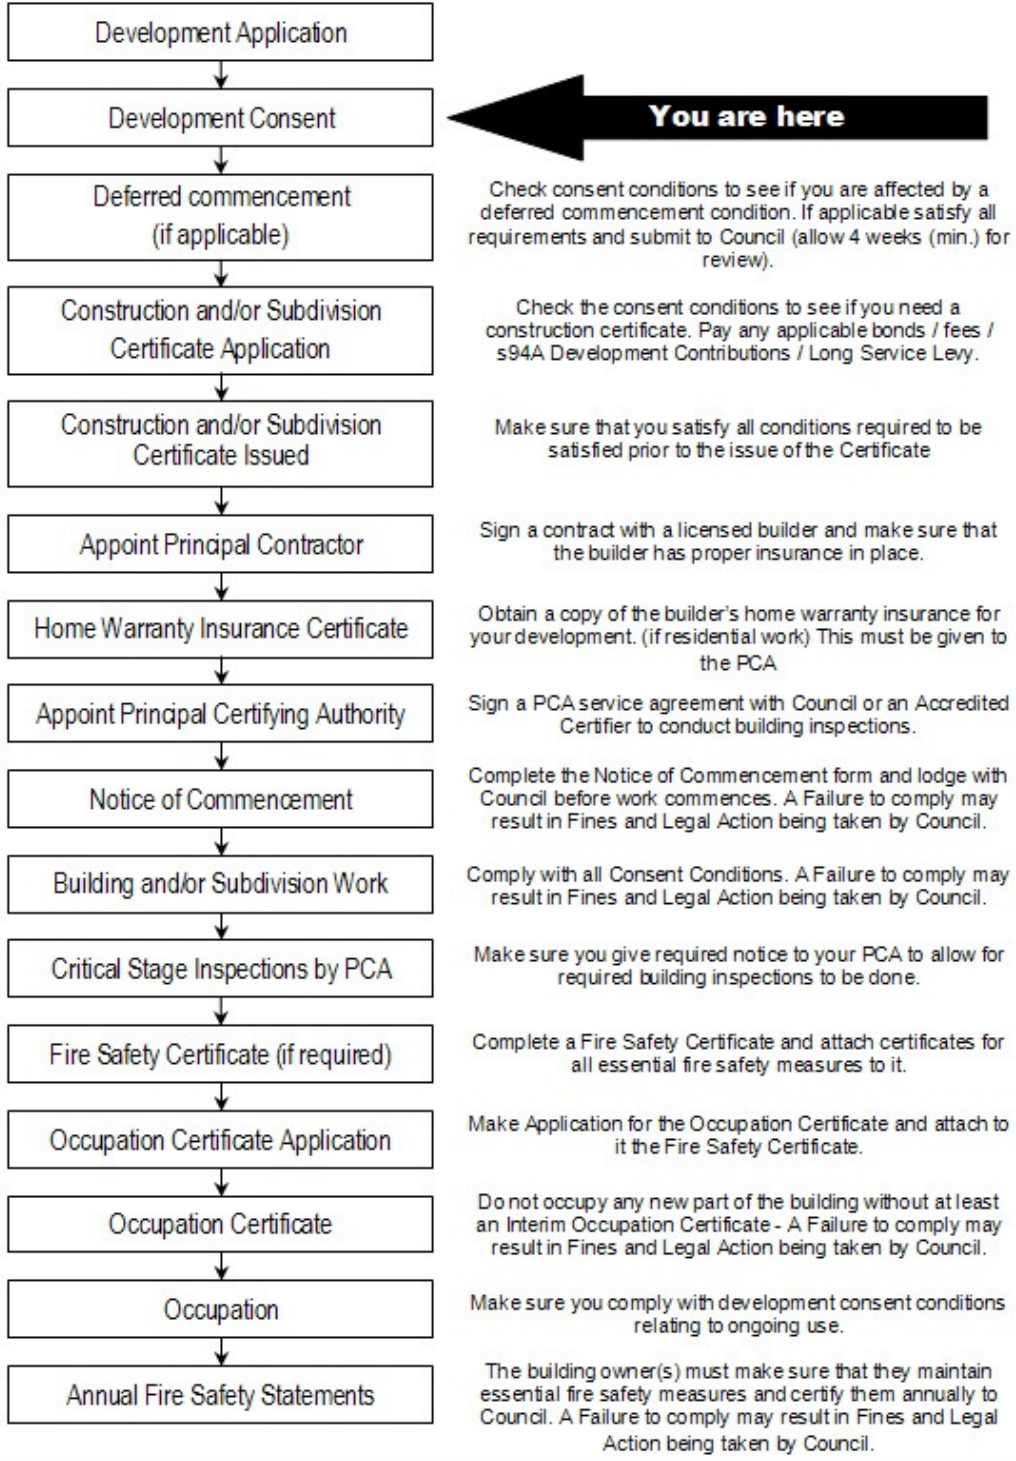 Development Application
Development Consent
You are here
Deferred commencement
(if applicable)
Check consent conditions to see if you are affected by a
deferred commencement condition. If applicable satisfy all
requirements and submit to Council (allow 4 weeks (min.) for
review).
Construction and/or Subdivision
Certificate Application
Check the consent conditions to see if you need a
construction certificate. Pay any applicable bonds / fees /
s94A Development Contributions / Long Service Levy.
Construction and/or Subdivision
Certificate Issued
Make sure that you satisfy all conditions required to be
satisfied prior to the issue of the Certificate
Appoint Principal Contractor
Sign a contract with a licensed builder and make sure that
the builder has proper insurance in place.
Home Warranty Insurance Certificate
Obtain a copy of the builder's home warranty insurance for
your development. (if residential work) This must be given to
the PCA
Appoint Principal Certifying Authority
Sign a PCA service agreement with Council or an Accredited
Certifier to conduct building inspections.
Notice of Commencement
Complete the Notice of Commencement form and lodge with
Council before work commences. A Failure to comply may
result in Fines and Legal Action being taken by Council.
Building and/or Subdivision Work
Comply with all Consent Conditions. A Failure to comply may
result in Fines and Legal Action being taken by Council.
Critical Stage Inspections by PCA
Make sure you give required notice to your PCA to allow for
required building inspections to be done.
Fire Safety Certificate (if required)
Complete a Fire Safety Certificate and attach certificates for
all essential fire safety measures to it.
Occupation Certificate Application
Make Application for the Occupation Certificate and attach to
it the Fire Safety Certificate.
Occupation Certificate
Do not occupy any new part of the building without at least
an Interim Occupation Certificate - A Failure to comply may
result in Fines and Legal Action being taken by Council.
Occupation
Make sure you comply with development consent conditions
relating to ongoing use.
Annual Fire Safety Statements
The building owner(s) must make sure that they maintain
essential fire safety measures and certify them annually to
Council. A Failure to comply may result in Fines and Legal
Action being taken by Council.